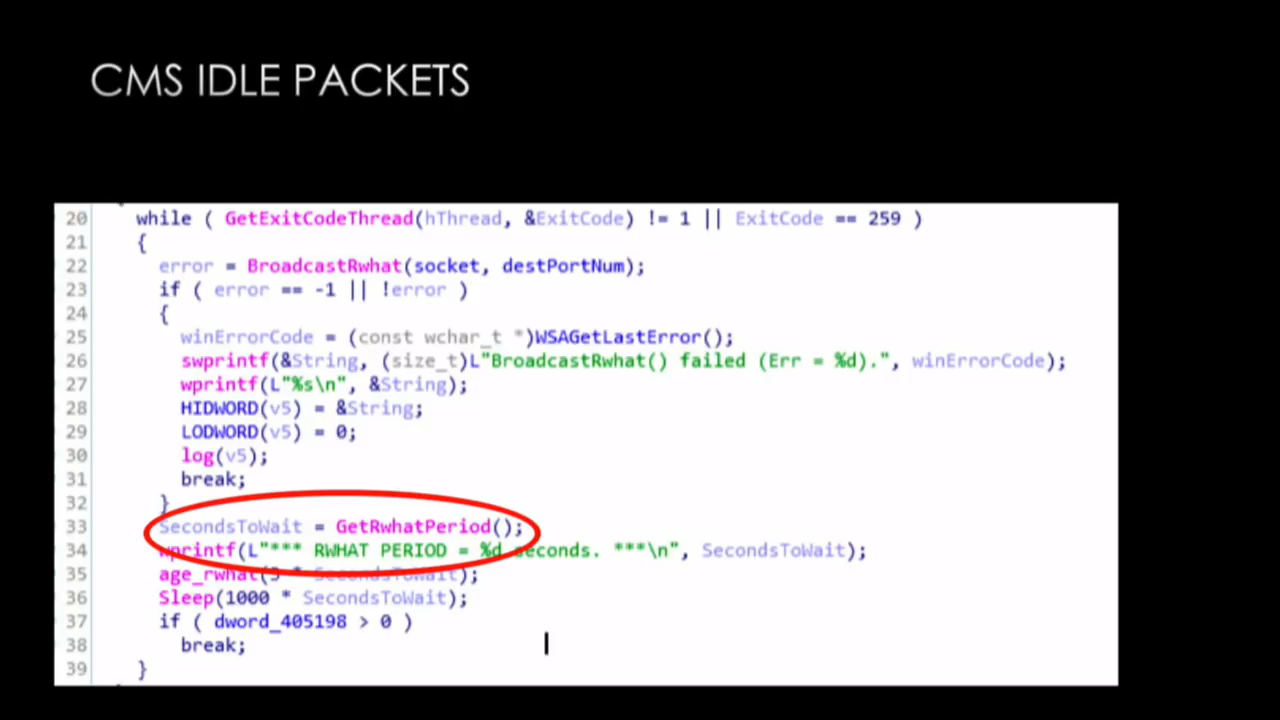 CMS IDLE PACKETS
20 while ( GetExitCodeThread(hThread, &ExitCode) != 1 || ExitCode == 259 )
21 {
22 error = BroadcastRwhat(socket, destPortNum);
23 if ( error == -1 || !error )
24 {
25 winErrorCode = (const wchar_t *)WSAGetLastError();
26 swprintf(&String, (size_t)L"BroadcastRwhat() failed (Err = %d).", winErrorCode);
27 wprintf(L"%s\n", &String);
28 HIDWORD(v5) = &String;
29 LODWORD(v5) = 0;
30 log(v5);
31 break;
32 }
33 SecondsToWait = GetRwhatPeriod();
34 wprintf(L"*** RWHAT PERIOD = %d seconds. ***\n", SecondsToWait);
35 age_rwhat(3 * SecondsToWait);
36 Sleep(1000 * SecondsToWait);
37 if ( dword_405198 > 0 )
38 break;
39 }